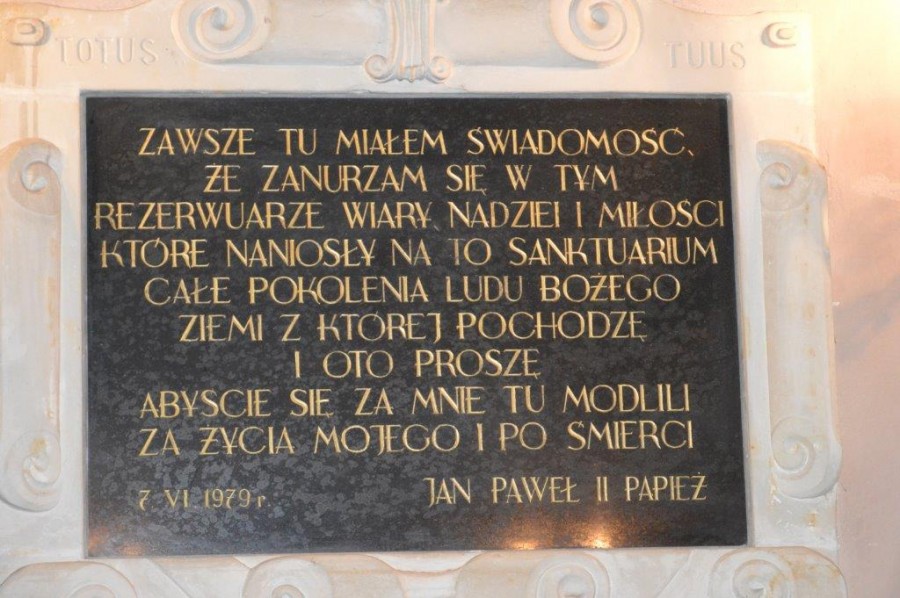 TOTUS TUUS
ZAWSZE TU MIAŁEM ŚWIADOMOŚĆ,
ŻE ZANURZAM SIĘ W TYM
REZERWUARZE WIARY, NADZIEI I MIŁOŚCI
KTÓRE NANIOSŁY NA TO SANKTUARIUM
CAŁE POKOLENIA LUDU BOŻEGO
ZIEMI Z KTÓREJ POCHODZĘ
I OTO PROSZĘ
ABYŚCIE SIĘ ZA MNIE TU MODLILI
ZA ŻYCIA MOJEGO I PO ŚMIERCI
7. VI 1979 r. JAN PAWEŁ II PAPIEŻ